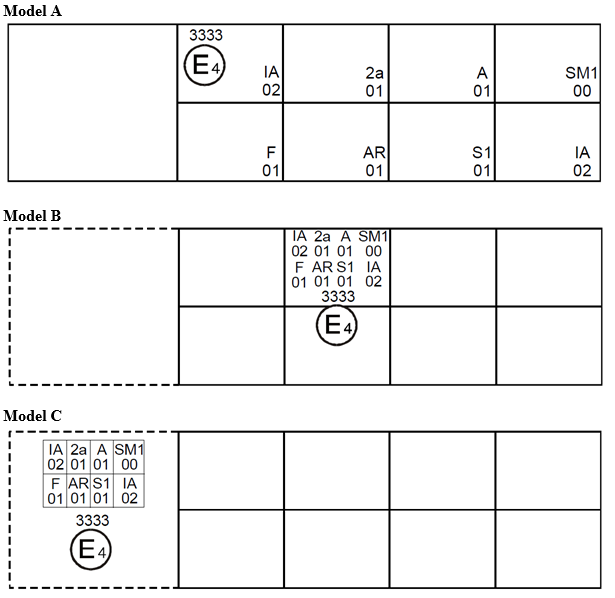 Model A
3333
E4
IA 2a A SM1
02 01 01 00
F AR S1 IA
01 01 01 02
Model B
IA 2a A SM1
02 01 01 00
F AR S1 IA
01 01 01 02
3333
E4
Model C
IA 2a A SM1
02 01 01 00
F AR S1 IA
01 01 01 02
3333
E4